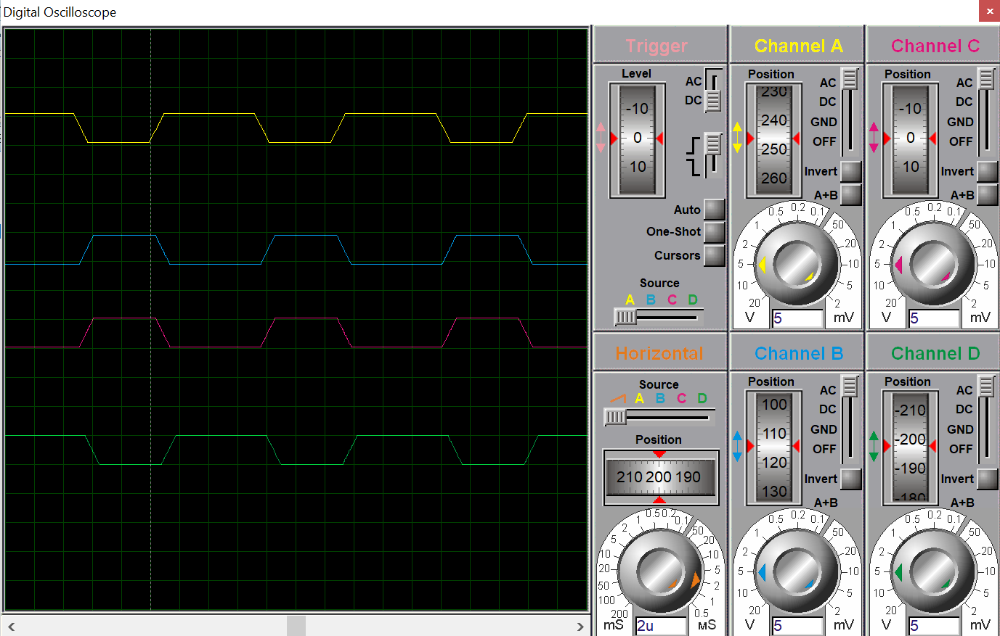 Digital Oscilloscope
Trigger
Level
AC
DC
-10
0
10
Auto
One-Shot
Cursors
Source
A B C D
Channel A
Position
AC
DC
GND
OFF
230
240
250
260
Invert
A+B
20 10 5 2 1 0.5 0.2 0.1 50 20 10 5 2
V
5
mV
Channel C
Position
AC
DC
GND
OFF
-10
0
10
Invert
A+B
20 10 5 2 1 0.5 0.2 0.1 50 20 10 5 2
V
5
mV
Horizontal
Source
A B C D
Position
210 200 190
200 100 50 20 10 5 2 1 0.5 0.2 0.1 50 20 10 5 2 1 0.5
mS
2u
мS
Channel B
Position
AC
DC
GND
OFF
100
110
120
130
Invert
A+B
20 10 5 2 1 0.5 0.2 0.1 50 20 10 5 2
V
5
mV
Channel D
Position
AC
DC
GND
OFF
-210
-200
-190
-180
Invert
A+B
20 10 5 2 1 0.5 0.2 0.1 50 20 10 5 2
V
5
mV